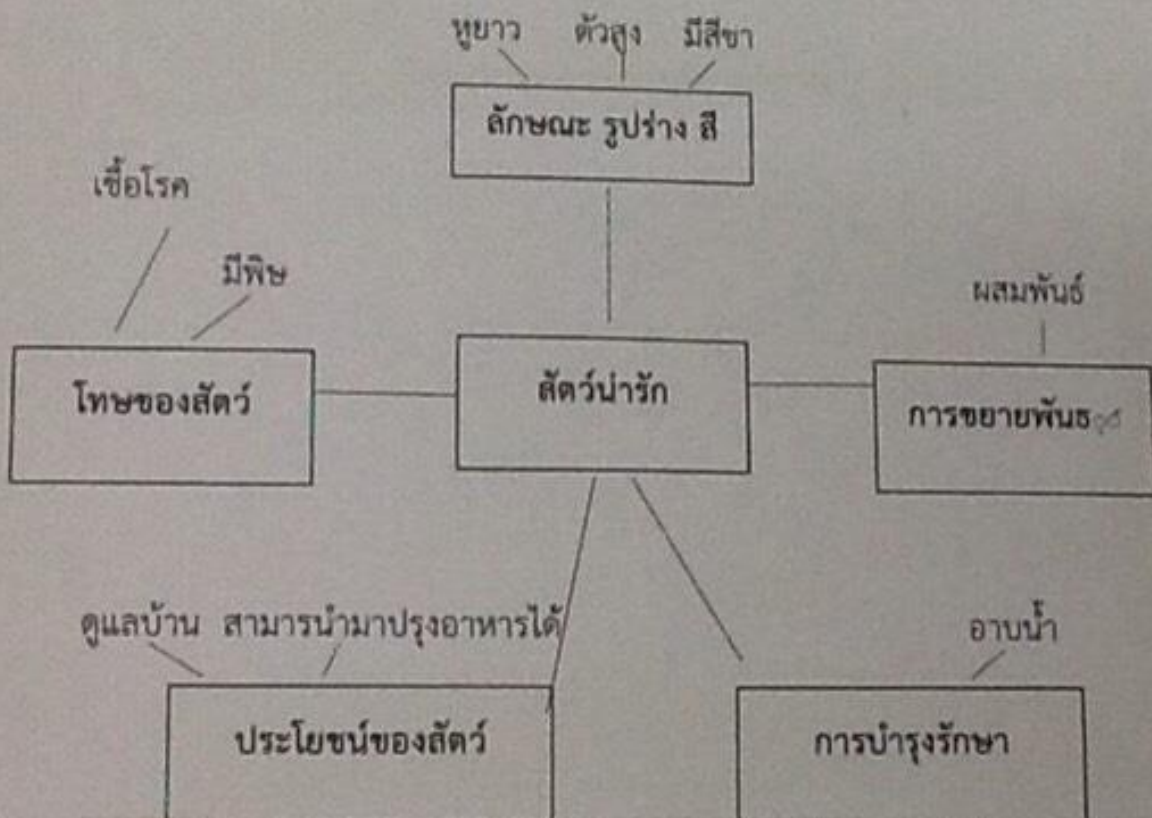 หูยาว ตัวสูง มีสีขา
ลักษณะ รูปร่าง สี
เชื้อโรค
มีพิษ
ผสมพันธ์
โทษของสัตว์
สัตว์น่ารัก
การขยายพันธุ์
ดูแลบ้าน สามารนำมาปรุงอาหารได้
อาบน้ำ
ประโยชน์ของสัตว์
การบำรุงรักษา